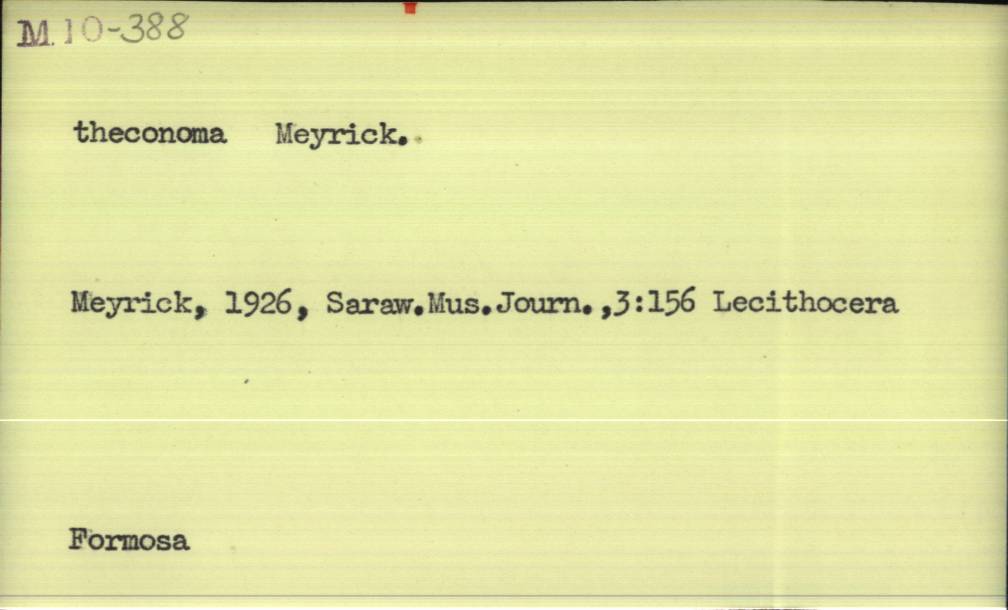 M 10-388
theconoma Meyrick.
Meyrick, 1926, Saraw.Mus.Journ.,3:156 Lecithocera
Formosa